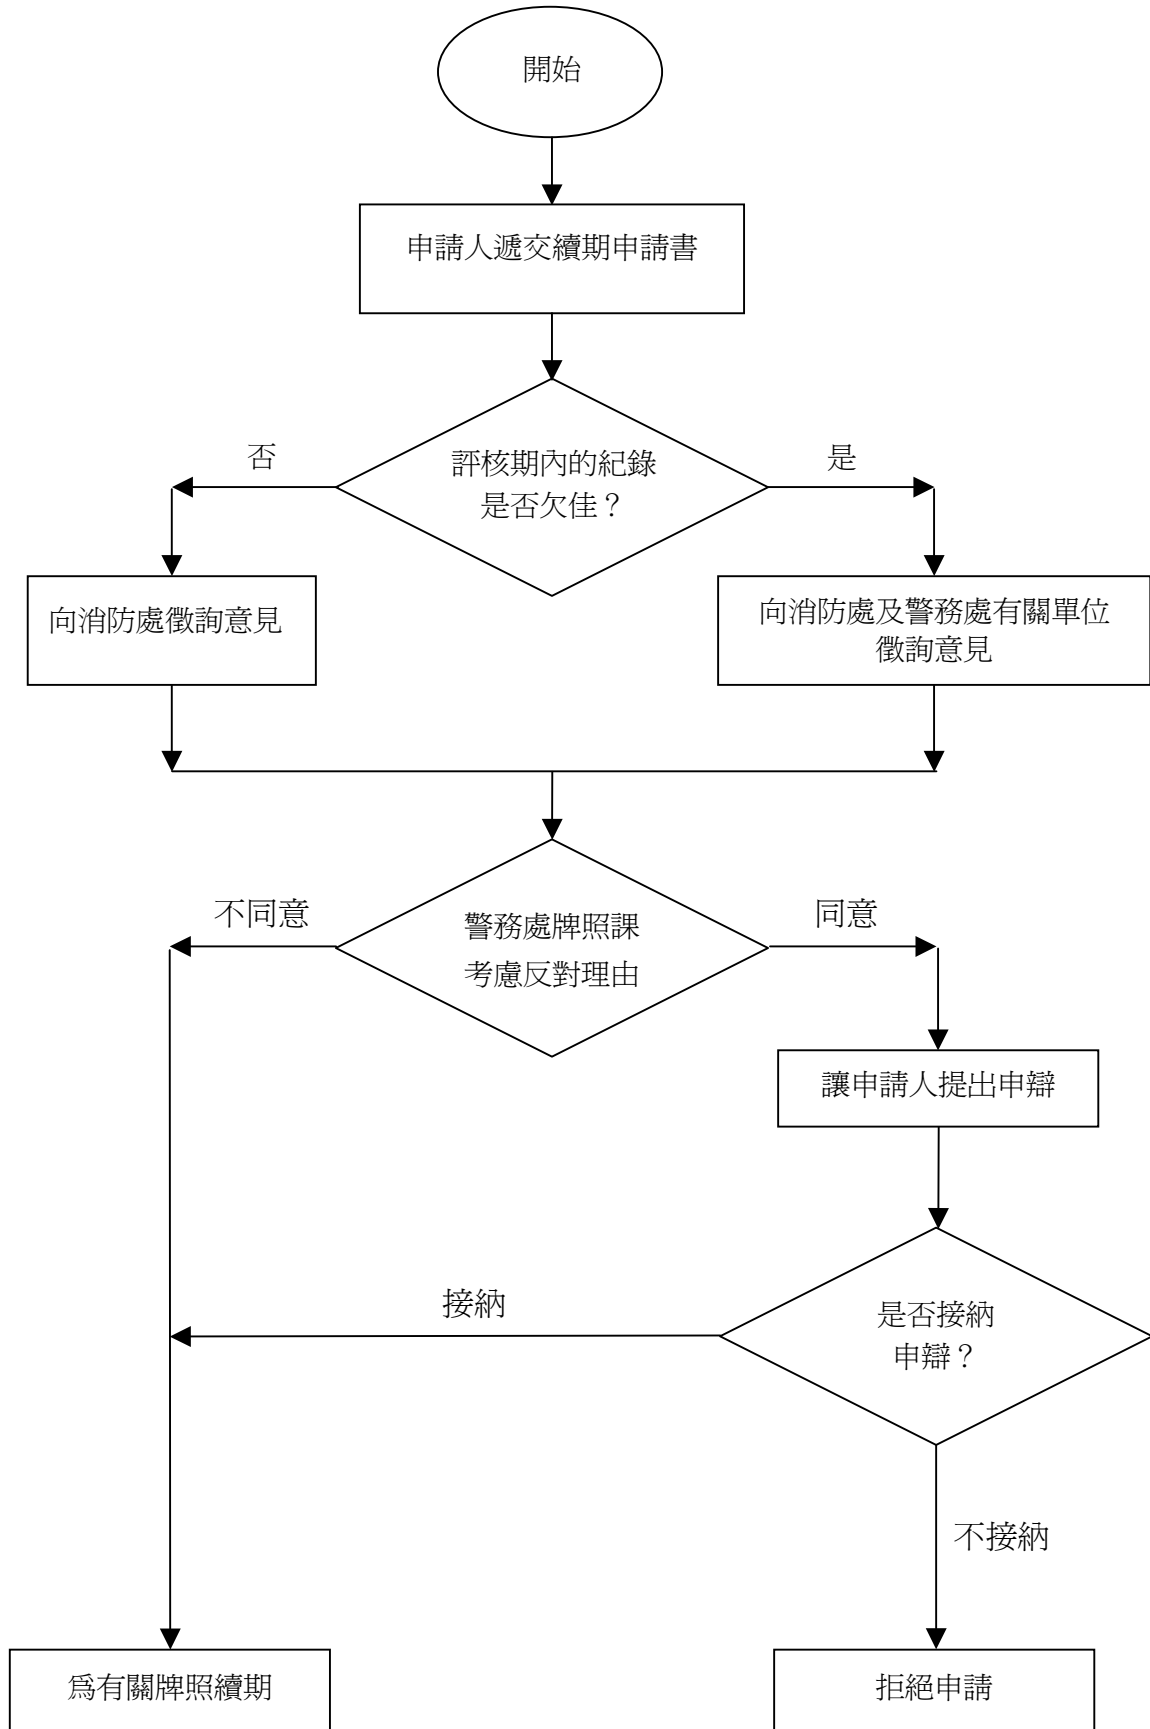 開始
申請人遞交續期申請書
否
評核期內的紀錄
是否欠佳？
是
向消防處徵詢意見
向消防處及警務處有關單位
徵詢意見
不同意
警務處牌照課
考慮反對理由
同意
讓申請人提出申辯
接納
是否接納
申辯？
不接納
爲有關牌照續期
拒絕申請